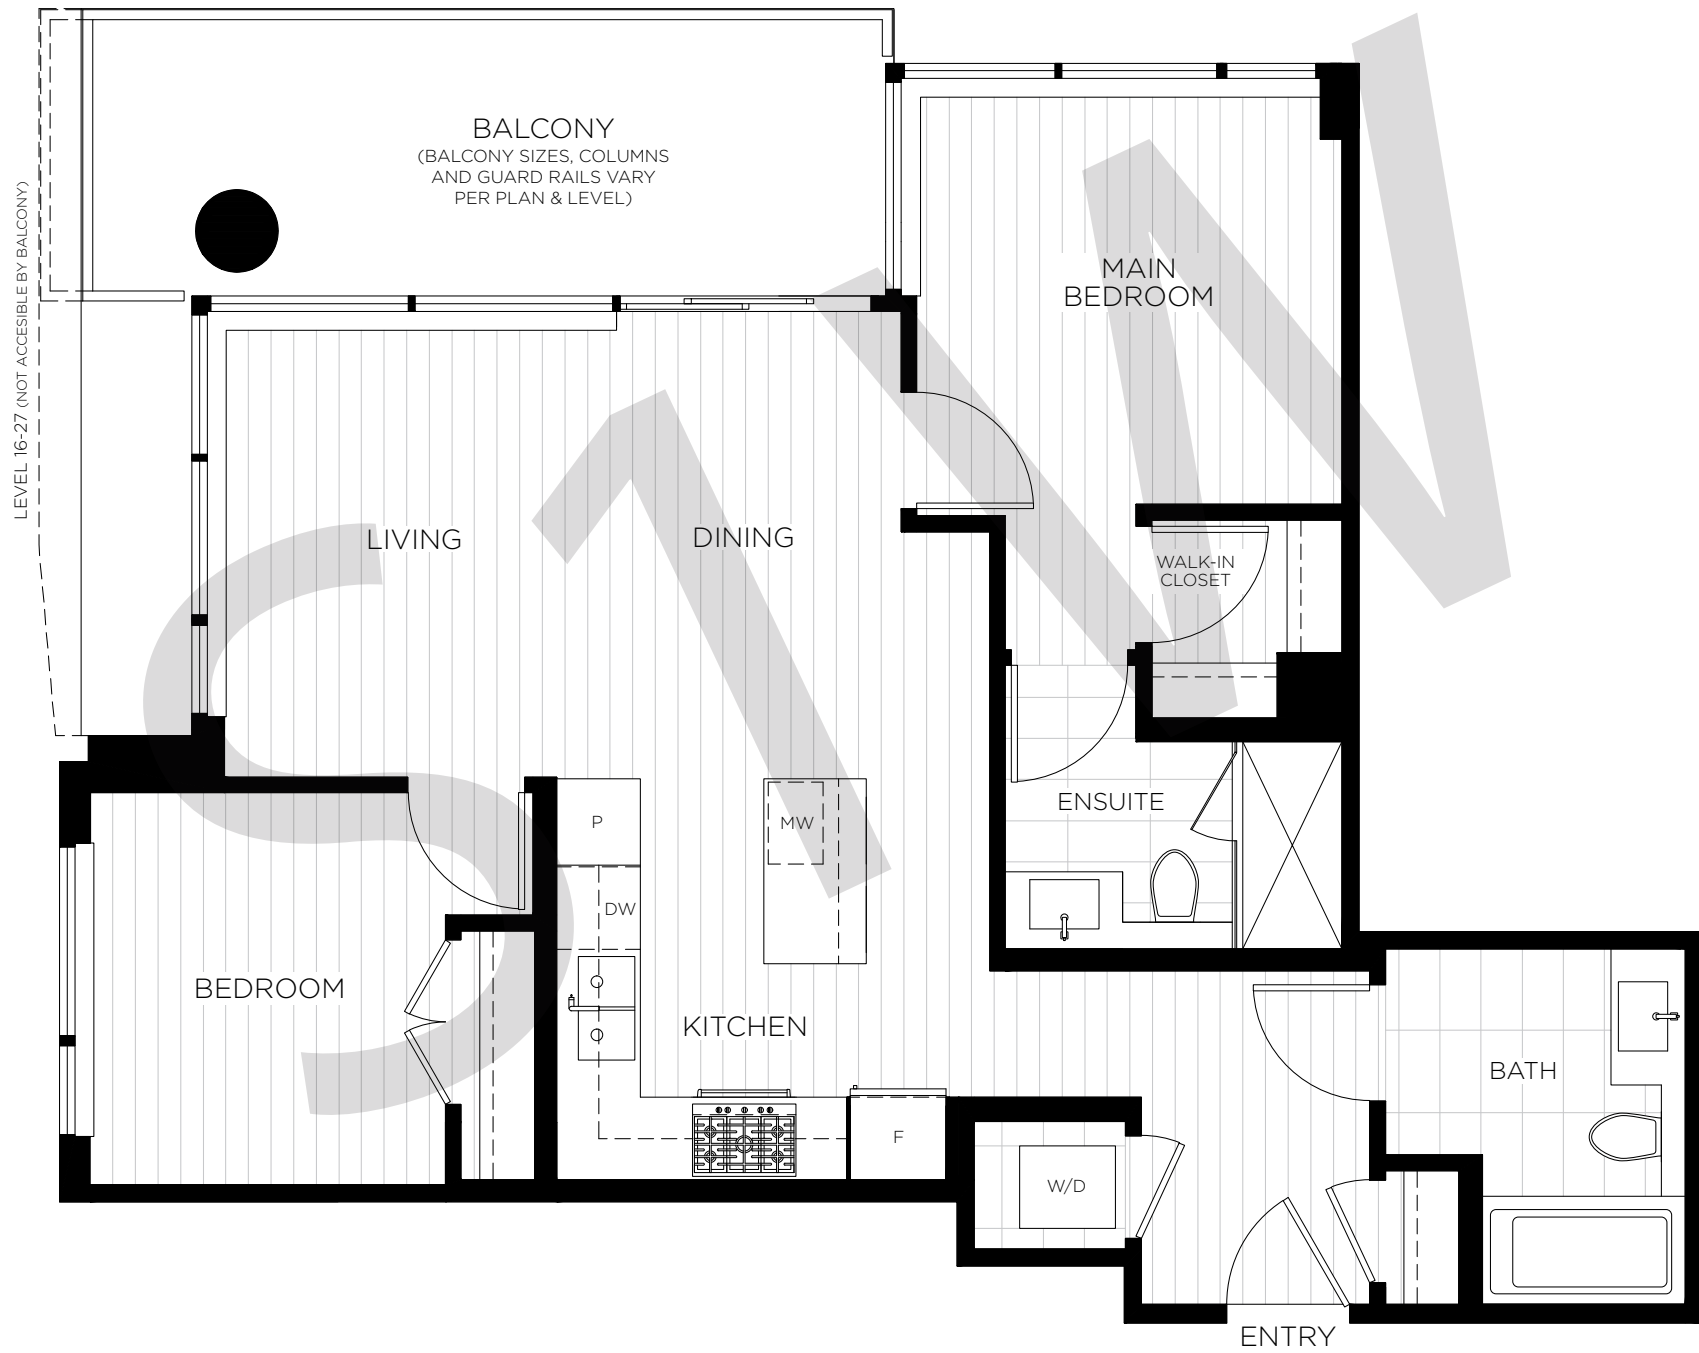 BALCONY
(BALCONY SIZES, COLUMNS
AND GUARD RAILS VARY
PER PLAN & LEVEL)
LEVEL 16-27 (NOT ACCESIBLE BY BALCONY)
MAIN
BEDROOM
LIVING
DINING
WALK-IN
CLOSET
P
MW
ENSUITE
DW
BEDROOM
KITCHEN
BATH
F
W/D
ENTRY
S1W